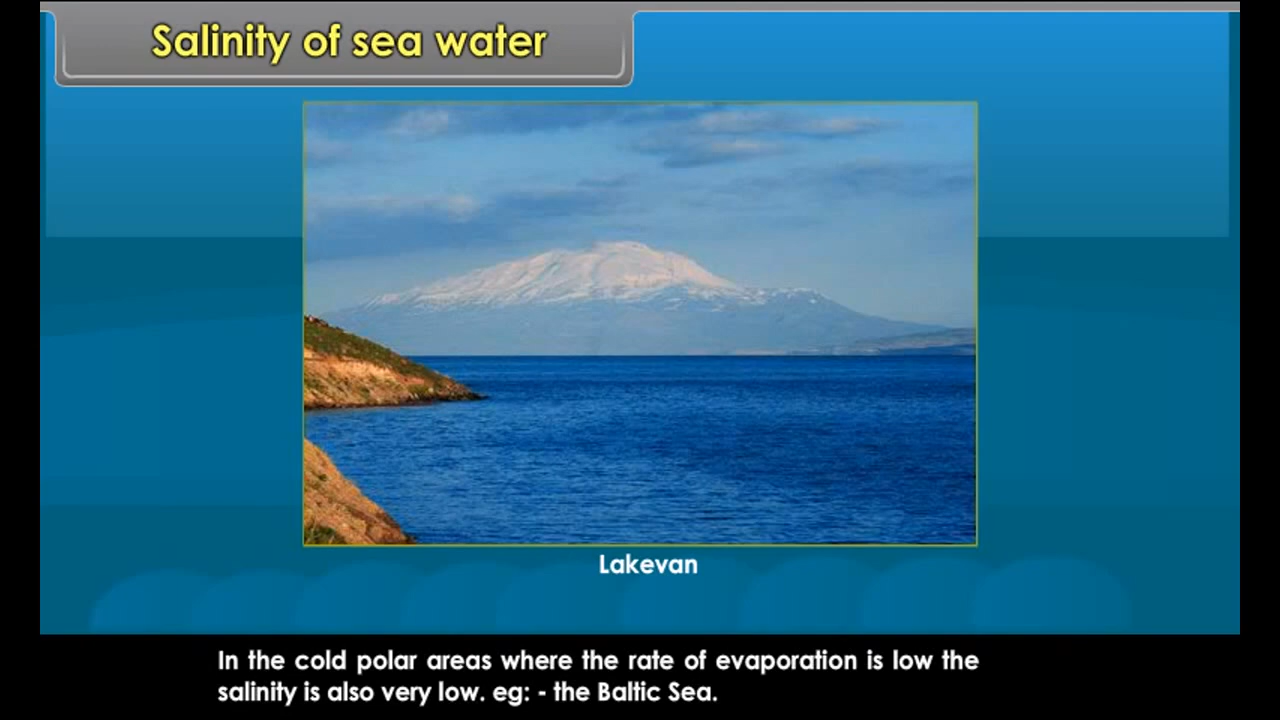 Salinity of sea water
Lakevan
In the cold polar areas where the rate of evaporation is low the
salinity is also very low. eg: - the Baltic Sea.